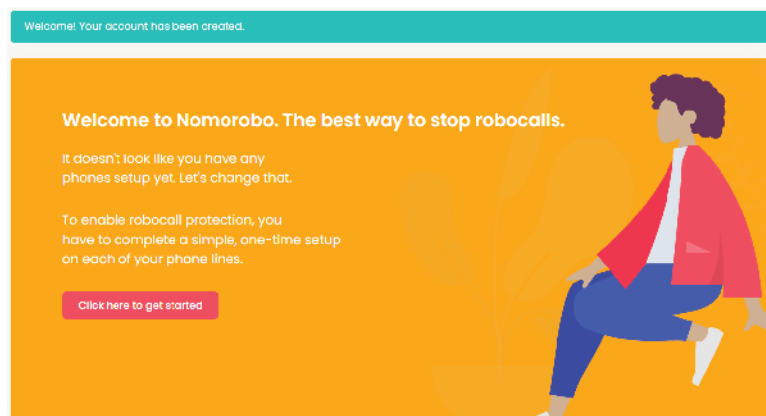 Welcome! Your account has been created.
Welcome to Nomorobo. The best way to stop robocalls.
It doesn't look like you have any
phones setup yet. Let's change that.
To enable robocall protection, you
have to complete a simple, one-time setup
on each of your phone lines.
Click here to get started